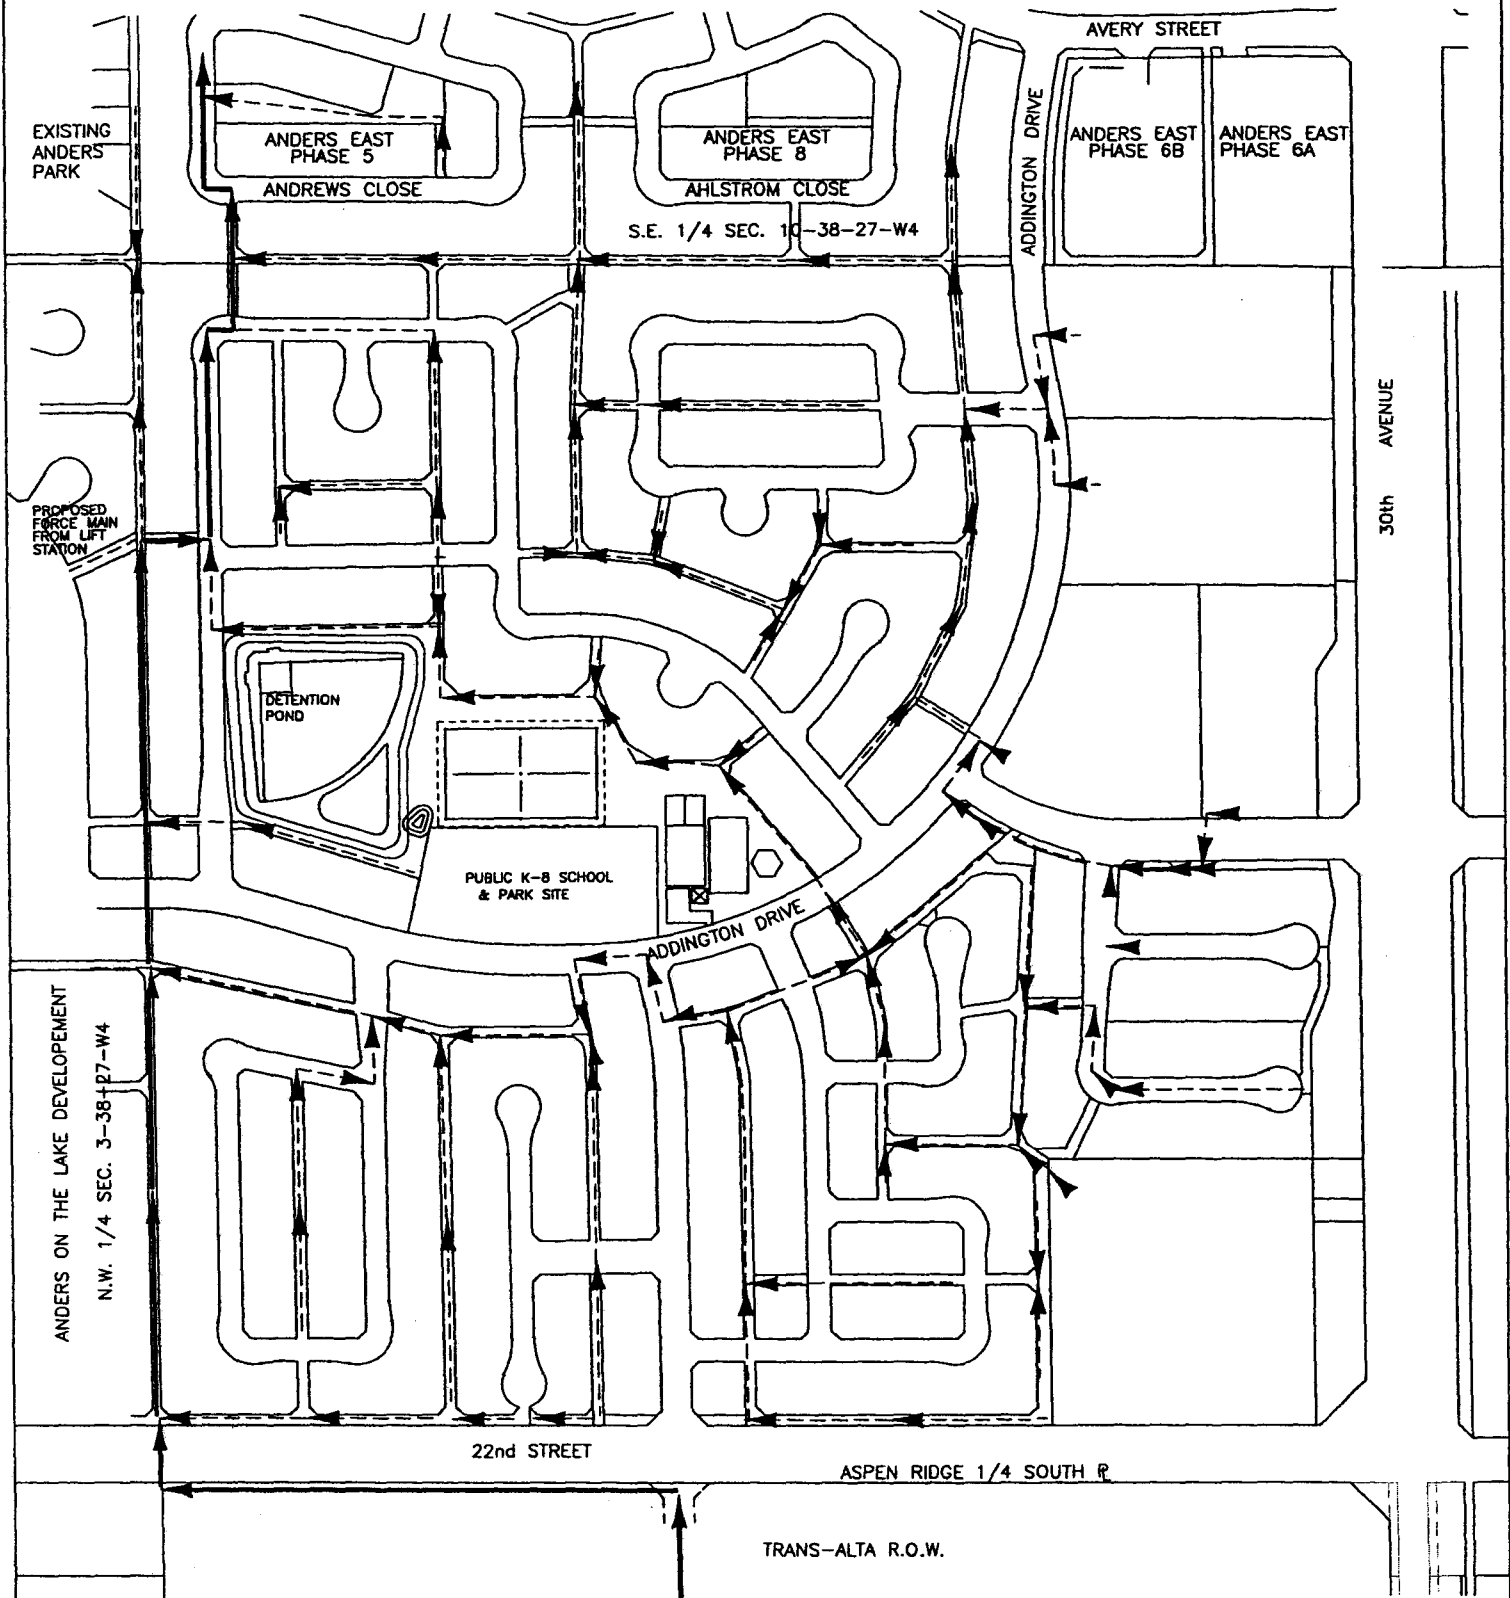 AVERY STREET
EXISTING
ANDERS
PARK
ANDERS EAST
PHASE 5
ANDERS EAST
PHASE 8
ADDINGTON DRIVE
ANDERS EAST
PHASE 6B
ANDERS EAST
PHASE 6A
ANDREWS CLOSE
AHLSTROM CLOSE
S.E. 1/4 SEC. 10-38-27-W4
30th AVENUE
PROPOSED
FORCE MAIN
FROM LIFT
STATION
DETENTION
POND
PUBLIC K-8 SCHOOL
& PARK SITE
ADDINGTON DRIVE
ANDERS ON THE LAKE DEVELOPEMENT
N.W. 1/4 SEC. 3-38-27-W4
22nd STREET
ASPEN RIDGE 1/4 SOUTH PL
TRANS-ALTA R.O.W.